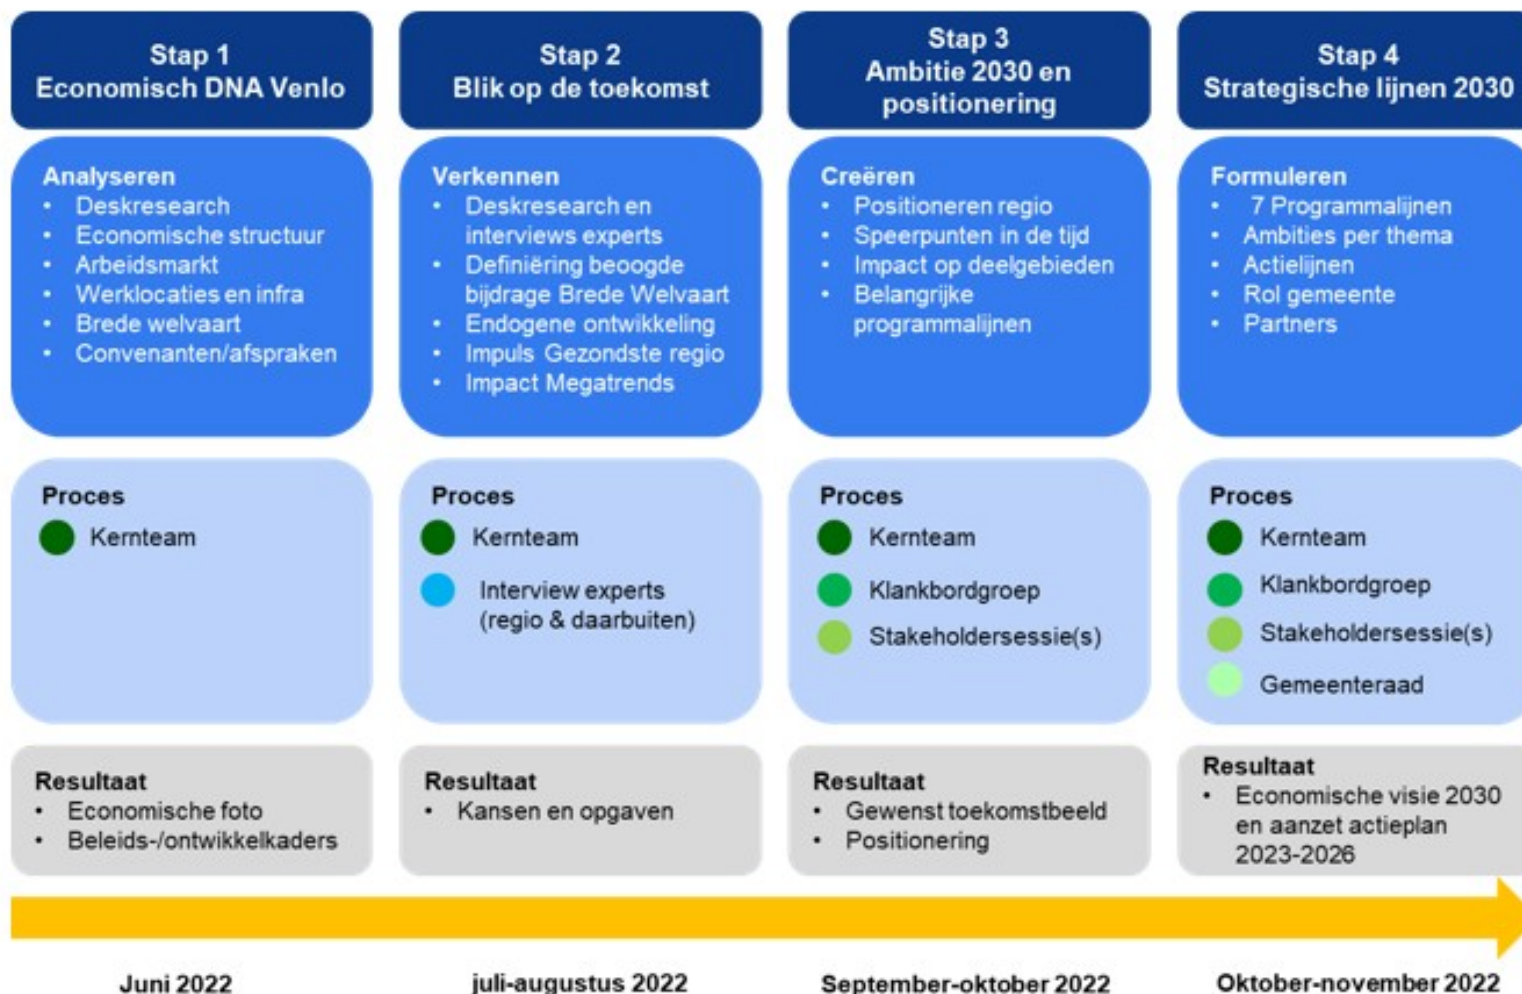 Stap 1
Economisch DNA Venlo
Analyseren
• Deskresearch
• Economische structuur
• Arbeidsmarkt
• Werklocaties en infra
• Brede welvaart
• Convenanten/afspraken
Proces
Kernteam
Resultaat
• Economische foto
• Beleids-/ontwikkelkaders
Juni 2022
Stap 2
Blik op de toekomst
Verkennen
• Deskresearch en
interviews experts
• Definiëring beoogde
bijdrage Brede Welvaart
• Endogene ontwikkeling
• Impuls Gezondste regio
• Impact Megatrends
Proces
Kernteam
Interview experts
(regio & daarbuiten)
Resultaat
• Kansen en opgaven
juli-augustus 2022
Stap 3
Ambitie 2030 en
positionering
Creëren
• Positioneren regio
• Speerpunten in de tijd
• Impact op deelgebieden
• Belangrijke
programmalijnen
Proces
Kernteam
Klankbordgroep
Stakeholdersessie(s)
Resultaat
• Gewenst toekomstbeeld
• Positionering
September-oktober 2022
Stap 4
Strategische lijnen 2030
Formuleren
• 7 Programmalijnen
• Ambities per thema
• Actielijnen
• Rol gemeente
• Partners
Proces
Kernteam
Klankbordgroep
Stakeholdersessie(s)
Gemeenteraad
Resultaat
• Economische visie 2030
en aanzet actieplan
2023-2026
Oktober-november 2022